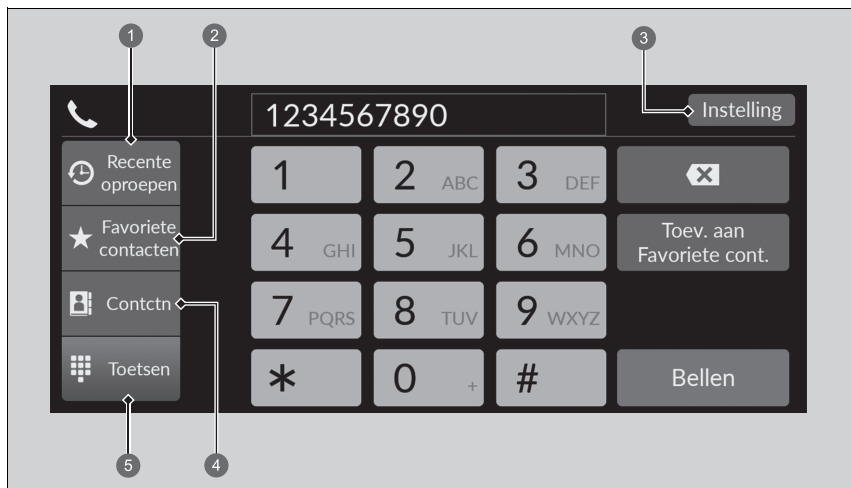 1
2
3
1234567890
Instelling
Recente
oproepen
Favoriete
contacten
Contctn
Toetsen
1
2 ABC
3 DEF
4 GHI
5 JKL
6 MNO
Toev. aan
Favoriete cont.
7 PQRS
8 TUV
9 WXYZ
*
0 +
#
Bellen
5
4